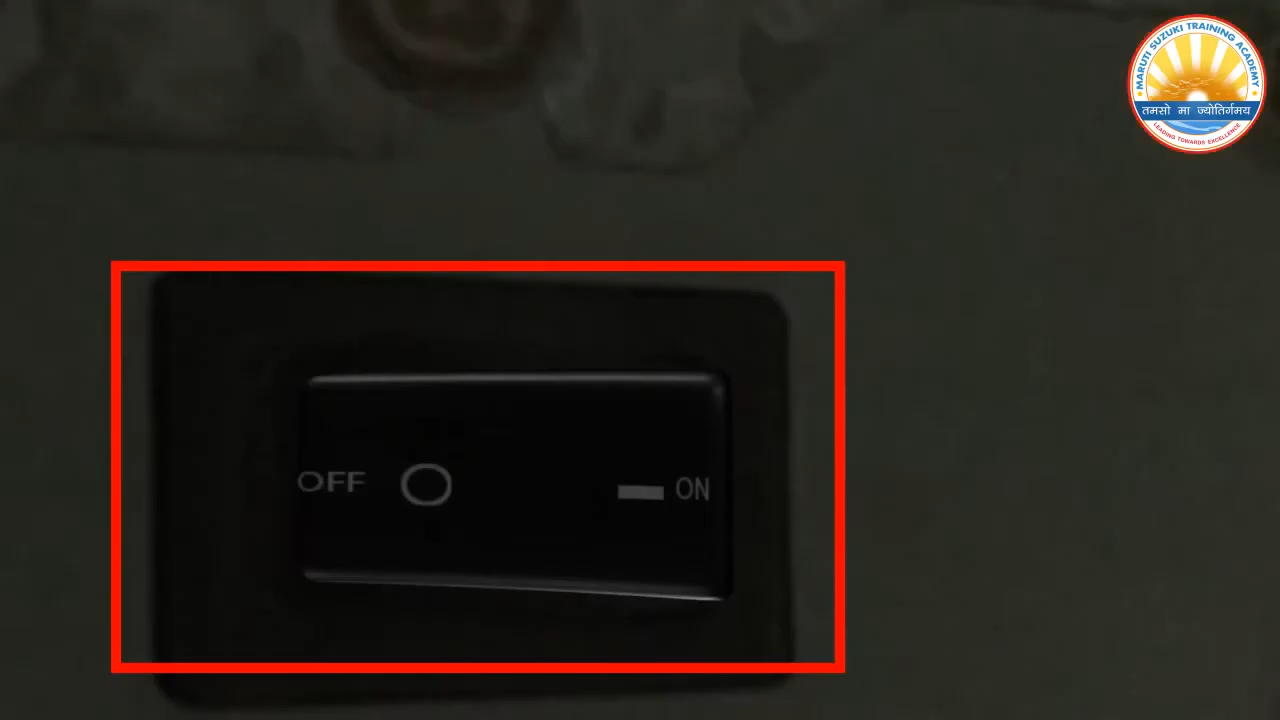 MARUTI SUZUKI TRAINING ACADEMY
तमसो मा ज्योतिर्गमय
LEADING TOWARDS EXCELLENCE
OFF ON